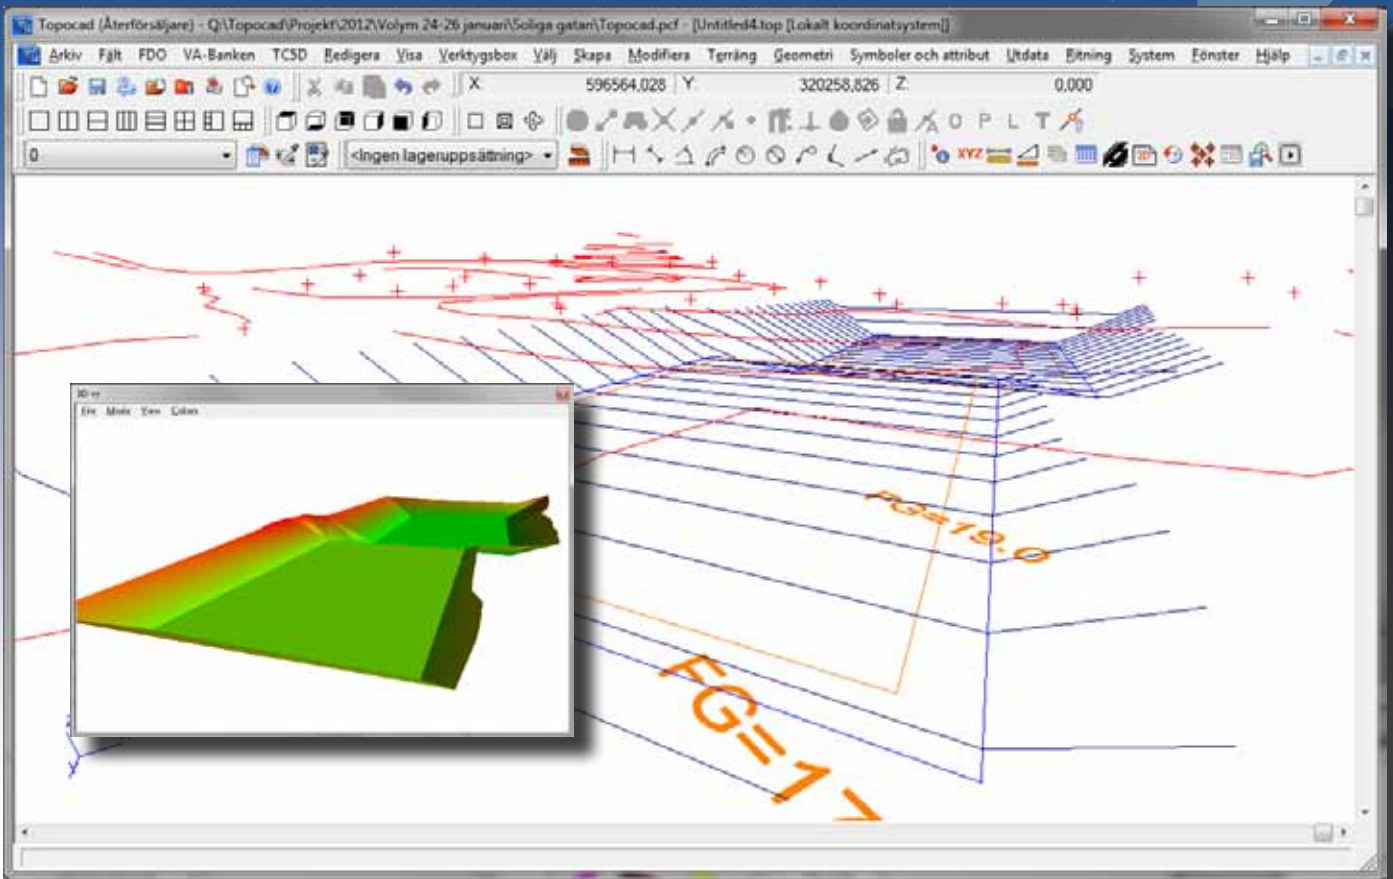 Topocad (Återförsäljare) - Q:\Topocad\Projekt\2012\Volym 24-26 januari\Soliga gatan\Topocad.pcf - [Untitled4.top [Lokalt koordinatsystem]]
Arkiv Fält FDO VA-Banken TCSD Redigera Visa Verktygsbox Välj Skapa Modifiera Terräng Geometri Symboler och attribut Utdata Ritning System Fönster Hjälp
X: 596564,028 Y: 320258,826 Z: 0,000
O P L T
0 <Ingen lageruppsättning> XYZ
View Colors
FG=19.0
FG=17
Y